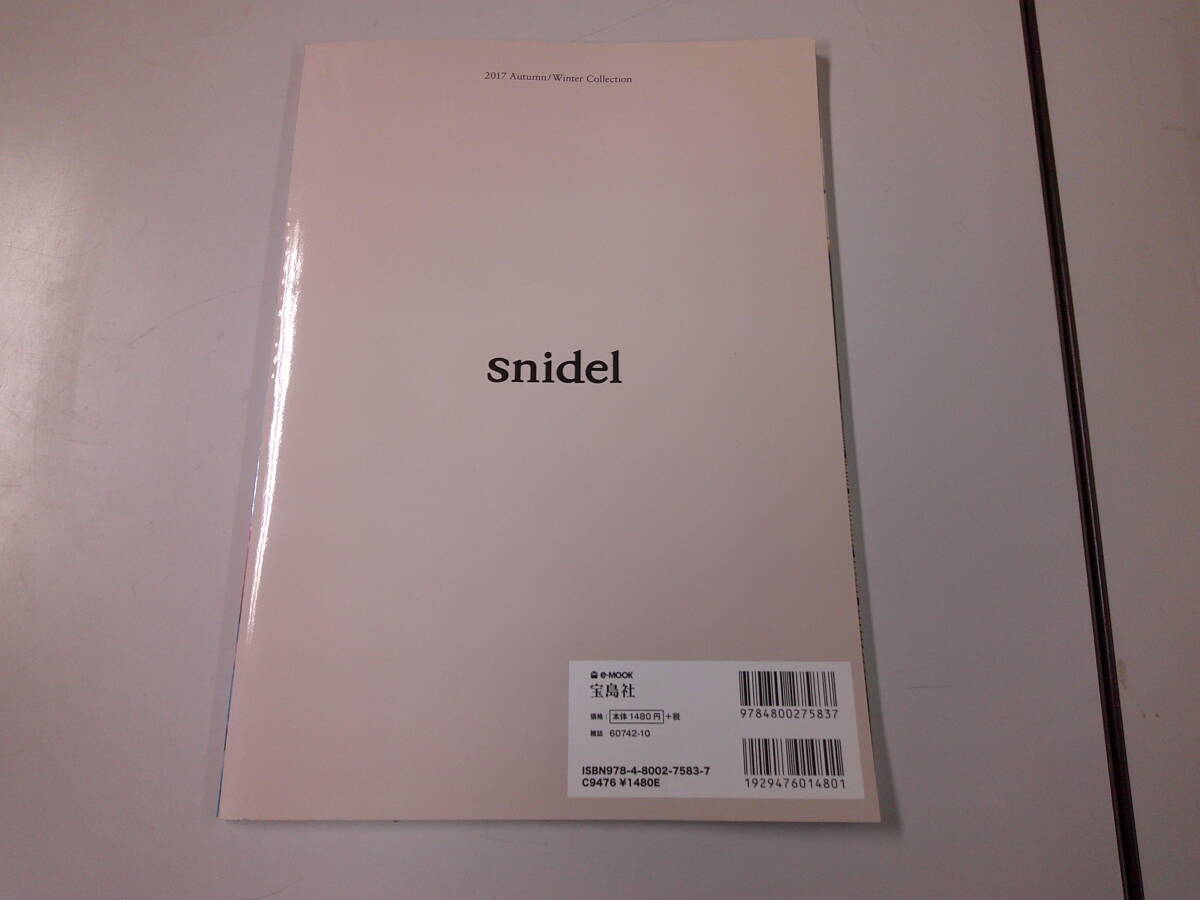 2017 Autumn/Winter Collection
snidel
e-MOOK
宝島社
価格：本体1480円+税
雑誌 60742-10
ISBN978-4-8002-7583-7
C9476 ¥1480E
9784800275837
1929476014801